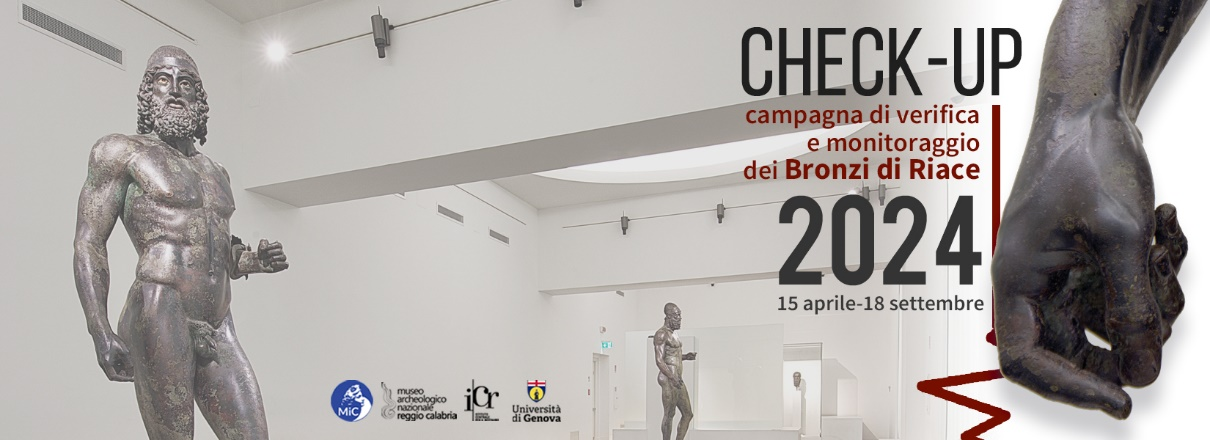 CHECK-UP
campagna di verifica
e monitoraggio
dei Bronzi di Riace
2024
15 aprile-18 settembre
MiC
museo
archeologico
nazionale
reggio calabria
icr
Università
di Genova